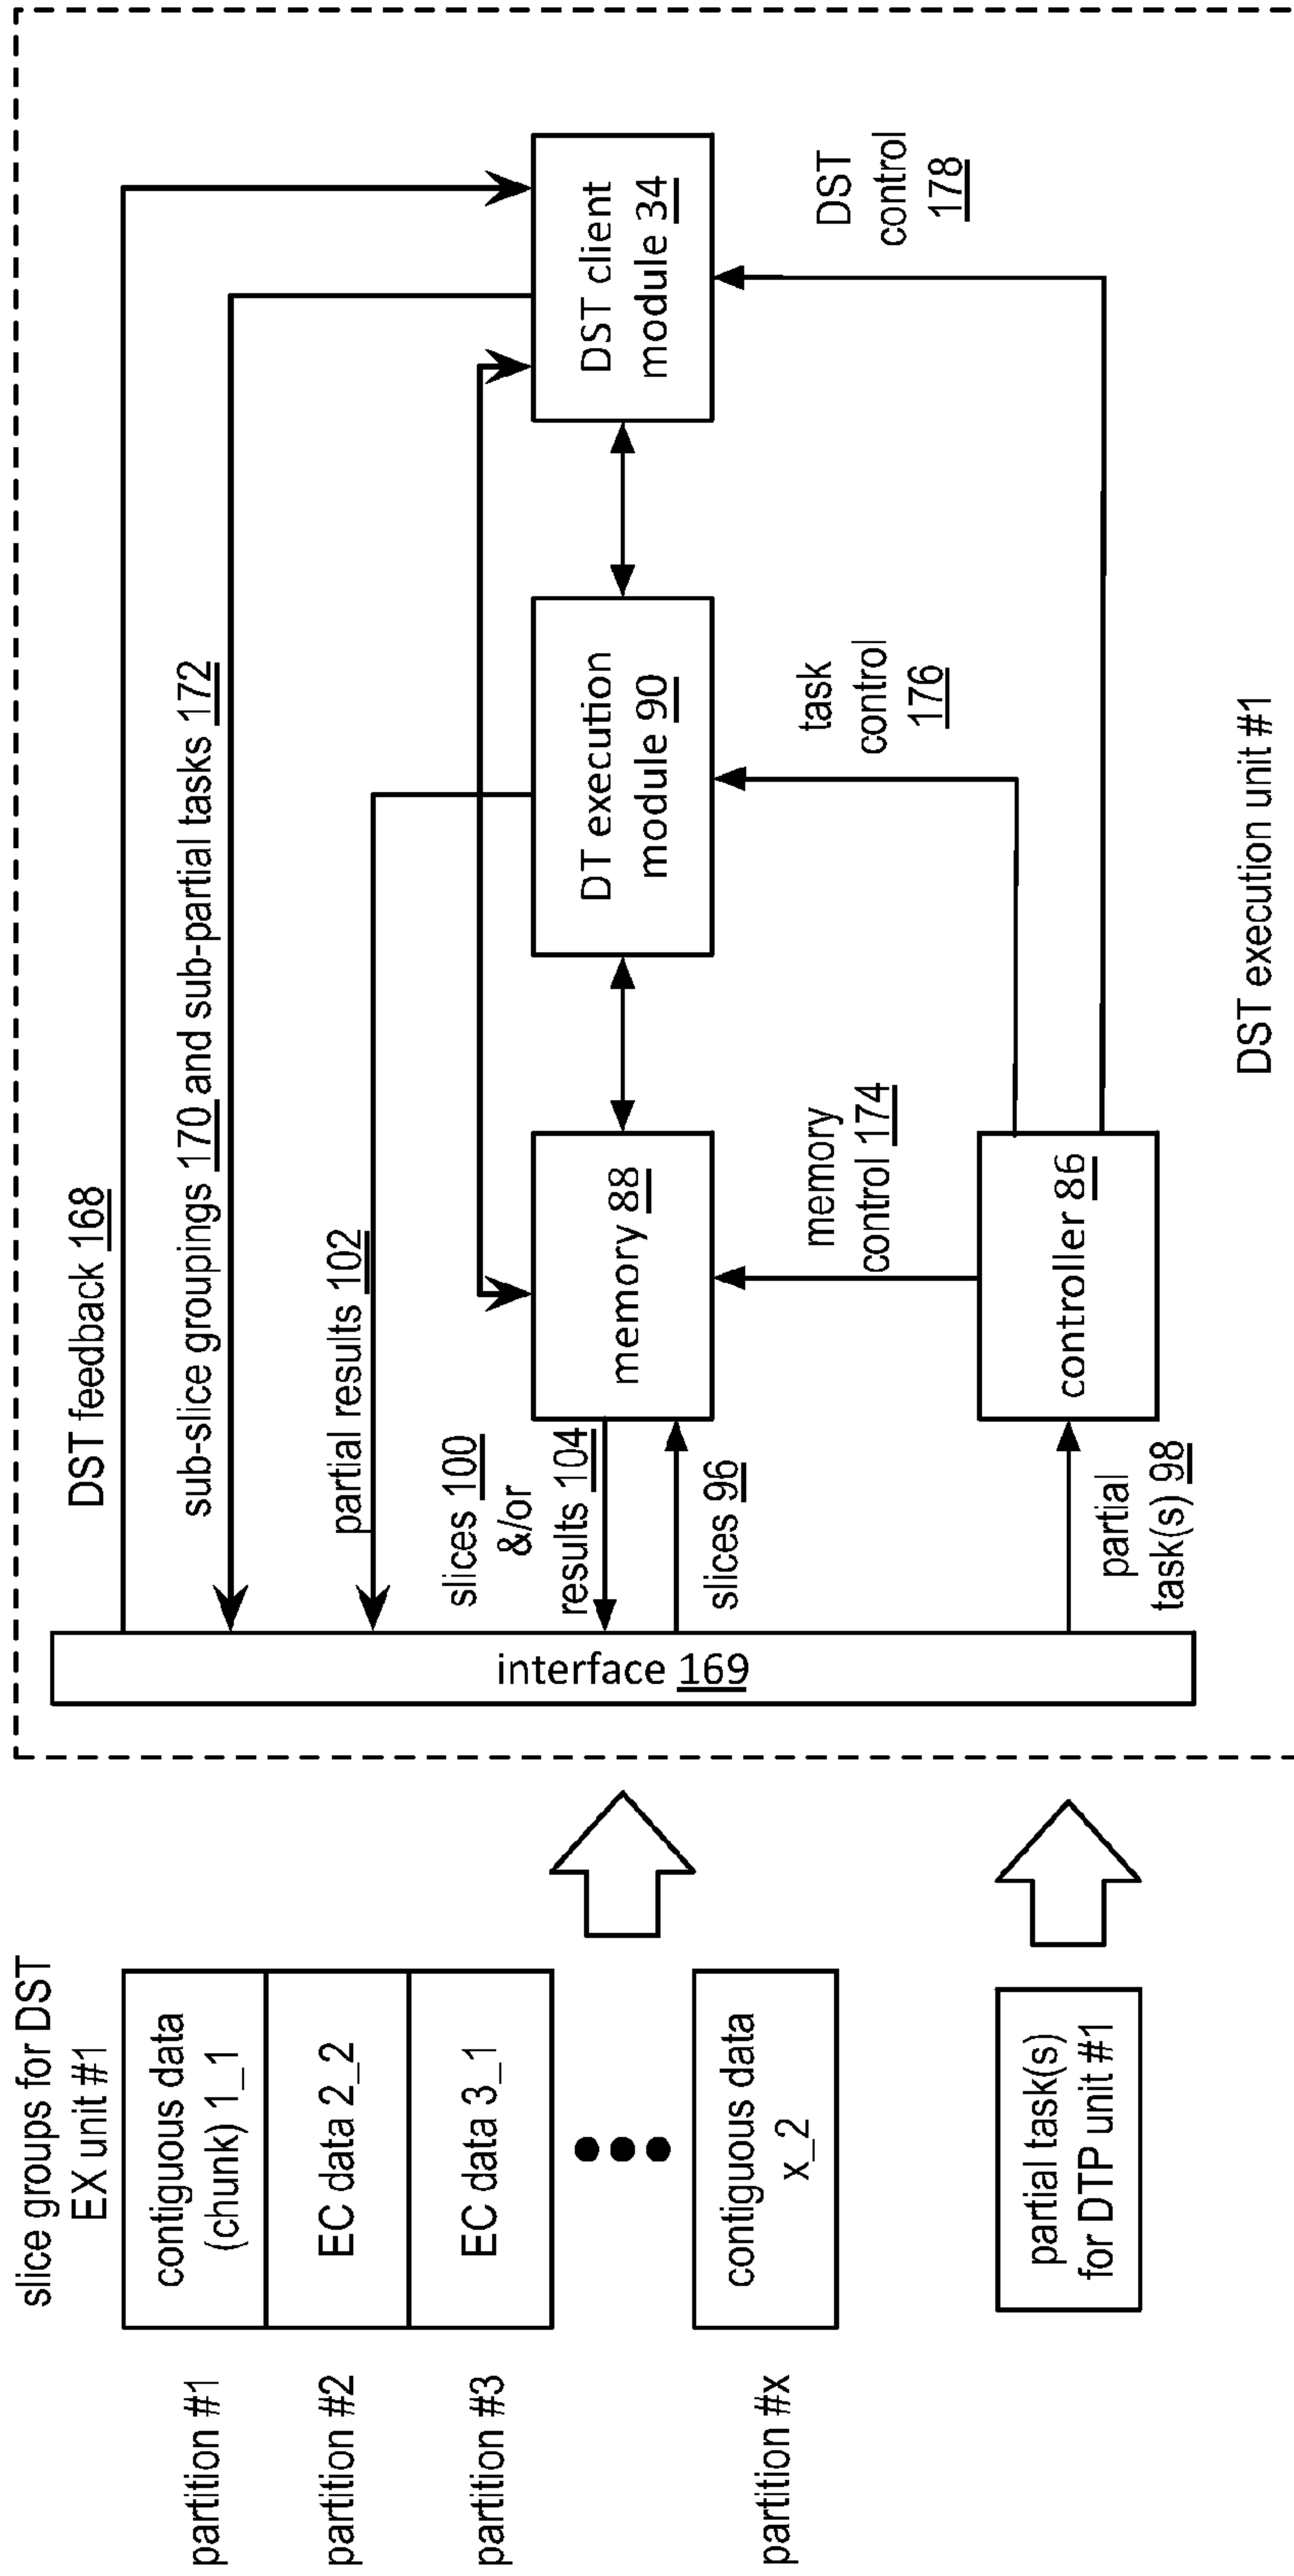 slice groups for DST
EX unit #1
partition #1
contiguous data
(chunk) 1_1
partition #2
EC data 2_2
partition #3
EC data 3_1
partition #x
contiguous data
x_2
partial task(s)
for DTP unit #1
interface 169
DST feedback 168
sub-slice groupings 170 and sub-partial tasks 172
partial results 102
slices 100
&/or
results 104
slices 96
partial
task(s) 98
memory 88
DT execution
module 90
DST client
module 34
memory
control 174
task
control
176
DST
control
178
controller 86
DST execution unit #1